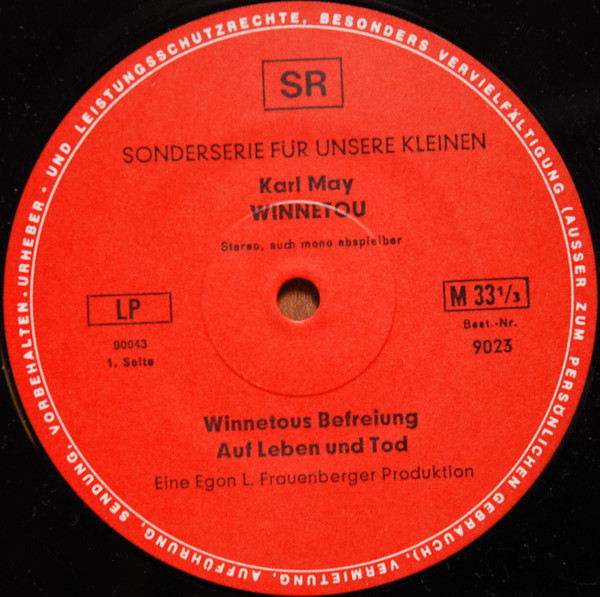 URHEBER- UND LEISTUNGSSCHUTZRECHTE, BESONDERS VERVIELFÄLTIGUNG (AUSSER ZUM PERSÖNLICHEN GEBRAUCH), VERMIETUNG, AUFFÜHRUNG, SENDUNG, VORBEHALTEN.
SR
SONDERSERIE FÜR UNSERE KLEINEN
Karl May
WINNETOU
Stereo, auch mono abspielbar
LP
90043
1. Seite
M 33 1/3
Best.-Nr.
9023
Winnetous Befreiung
Auf Leben und Tod
Eine Egon L. Frauenberger Produktion